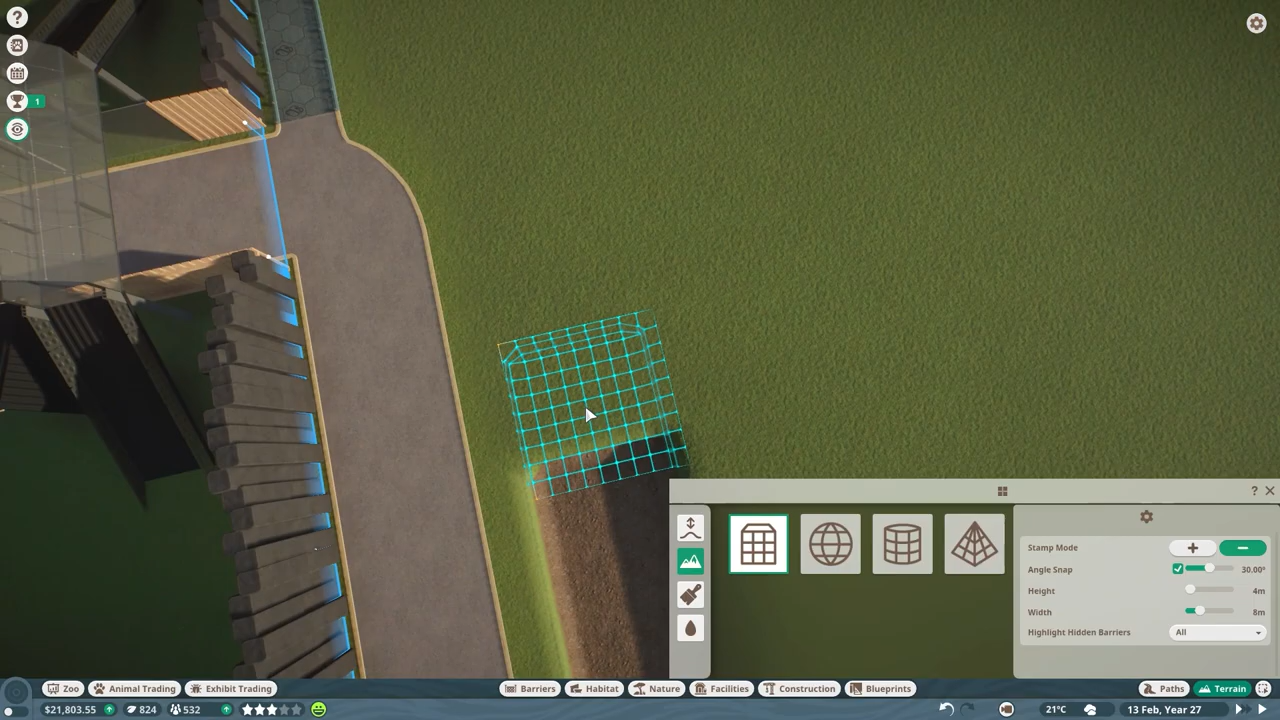 ?
1
? ×
Stamp Mode + −
Angle Snap 30.00°
Height 4m
Width 8m
Highlight Hidden Barriers All
Zoo Animal Trading Exhibit Trading Barriers Habitat Nature Facilities Construction Blueprints Paths Terrain
$21,803.55 824 532 21°C 13 Feb, Year 27